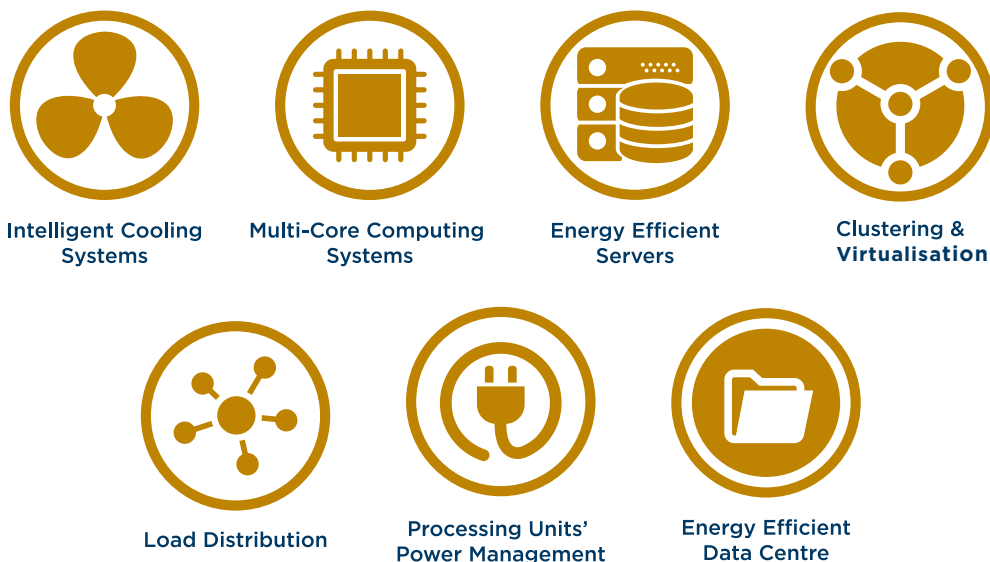 Intelligent Cooling
Systems
Multi-Core Computing
Systems
Energy Efficient
Servers
Clustering &
Virtualisation
Load Distribution
Processing Units’
Power Management
Energy Efficient
Data Centre